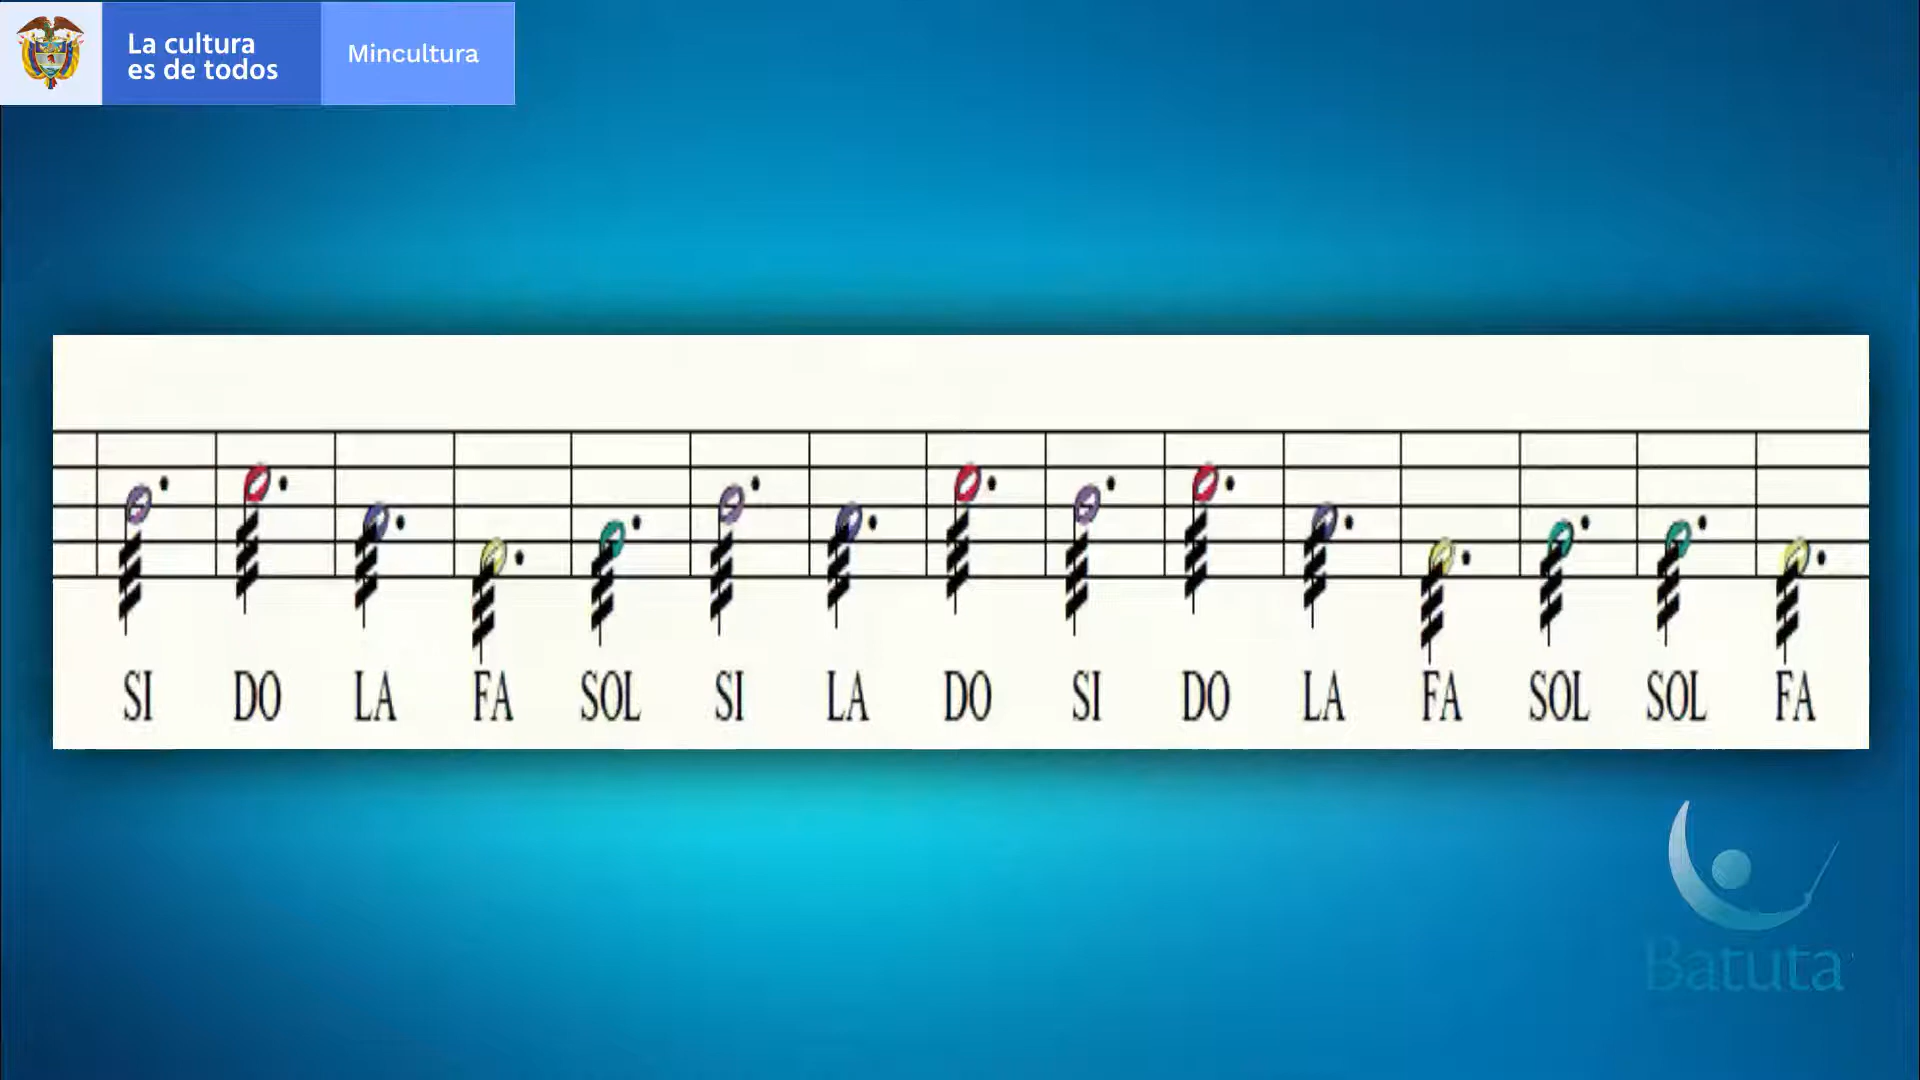 La cultura
es de todos
Mincultura
SI DO LA FA SOL SI LA DO SI DO LA FA SOL SOL FA
Batuta